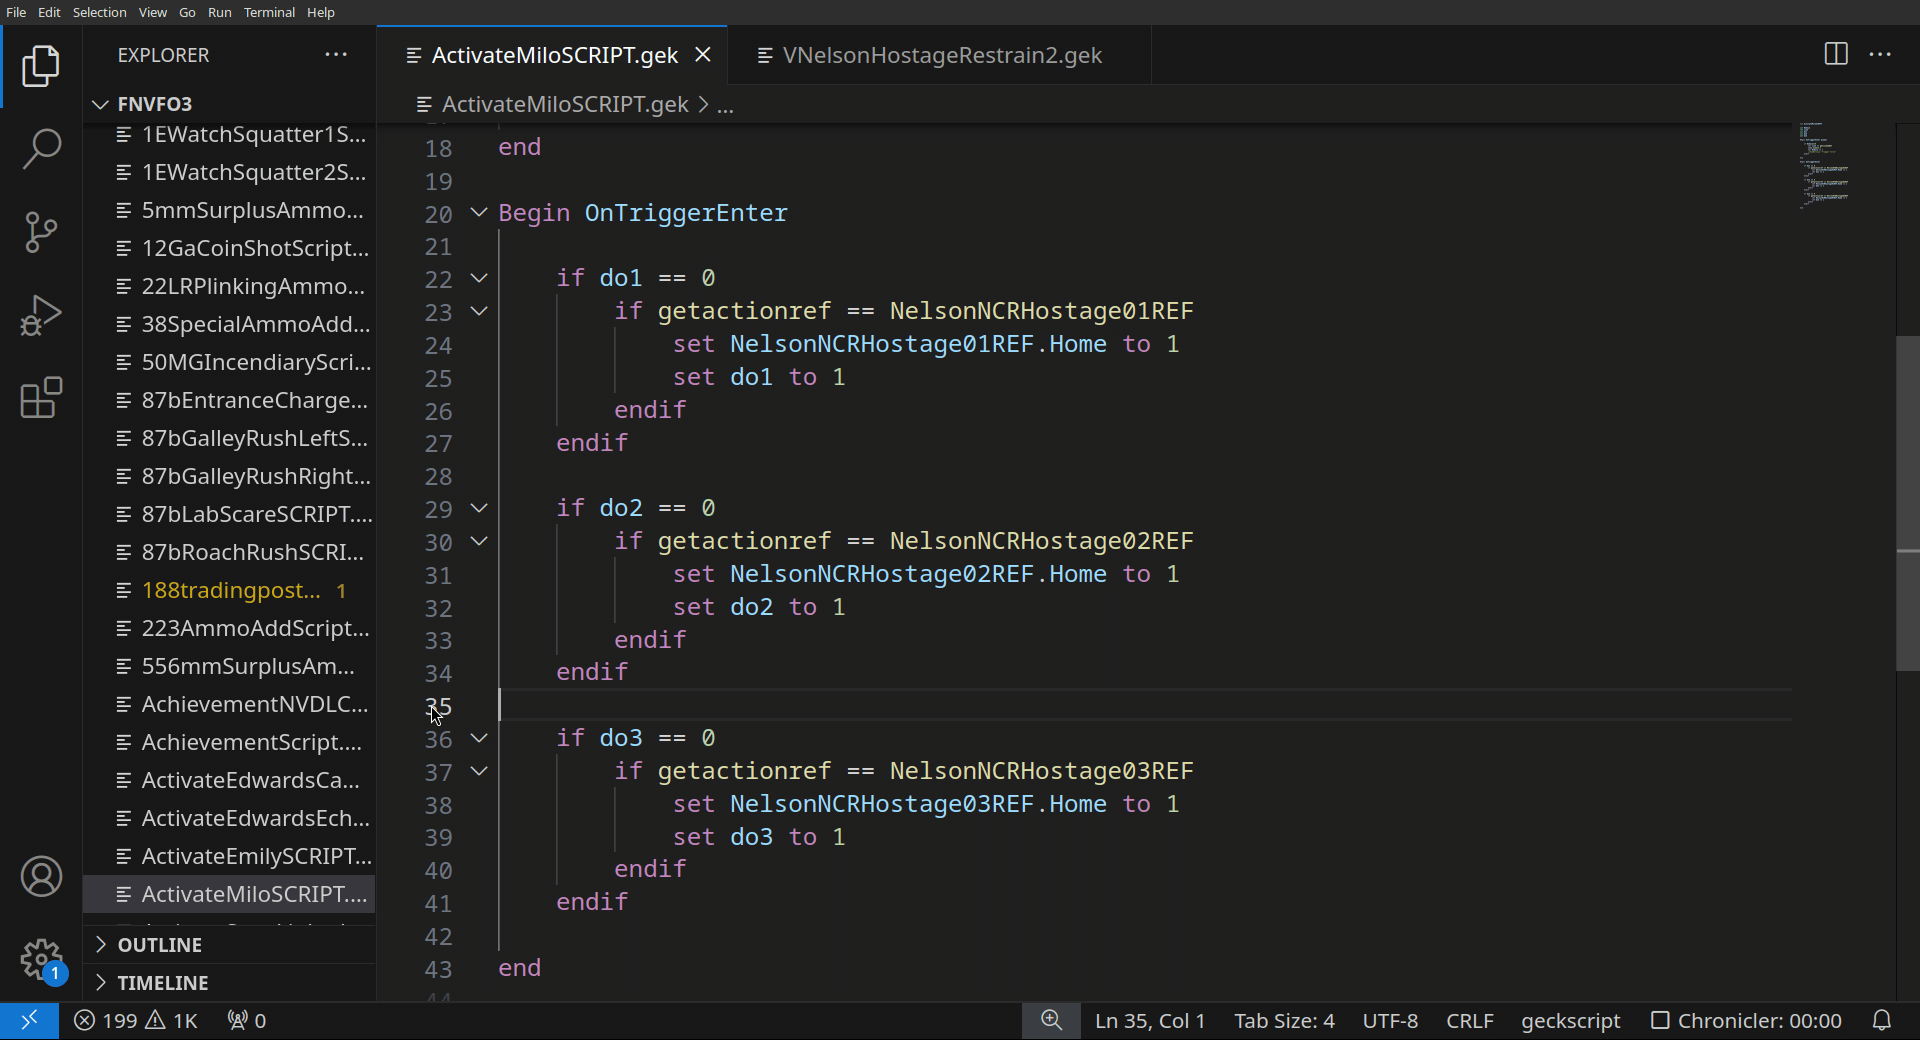 File Edit Selection View Go Run Terminal Help
EXPLORER
FNVFO3
1EWatchSquatter1S...
1EWatchSquatter2S...
5mmSurplusAmmo...
12GaCoinShotScript...
22LRPlinkingAmmo...
38SpecialAmmoAdd...
50MGIncendiaryScri...
87bEntranceCharge...
87bGalleyRushLeftS...
87bGalleyRushRight...
87bLabScareSCRIPT....
87bRoachRushSCRI...
188tradingpost... 1
223AmmoAddScript...
556mmSurplusAm...
AchievementNVDLC...
AchievementScript....
ActivateEdwardsCa...
ActivateEdwardsEch...
ActivateEmilySCRIPT...
ActivateMiloSCRIPT....
OUTLINE
TIMELINE
1
ActivateMiloSCRIPT.gek
VNelsonHostageRestrain2.gek
ActivateMiloSCRIPT.gek > ...
18 end
19
20 Begin OnTriggerEnter
21
22 if do1 == 0
23 if getactionref == NelsonNCRHostage01REF
24 set NelsonNCRHostage01REF.Home to 1
25 set do1 to 1
26 endif
27 endif
28
29 if do2 == 0
30 if getactionref == NelsonNCRHostage02REF
31 set NelsonNCRHostage02REF.Home to 1
32 set do2 to 1
33 endif
34 endif
35
36 if do3 == 0
37 if getactionref == NelsonNCRHostage03REF
38 set NelsonNCRHostage03REF.Home to 1
39 set do3 to 1
40 endif
41 endif
42
43 end
44
199 1K 0 Ln 35, Col 1 Tab Size: 4 UTF-8 CRLF geckscript Chronicler: 00:00